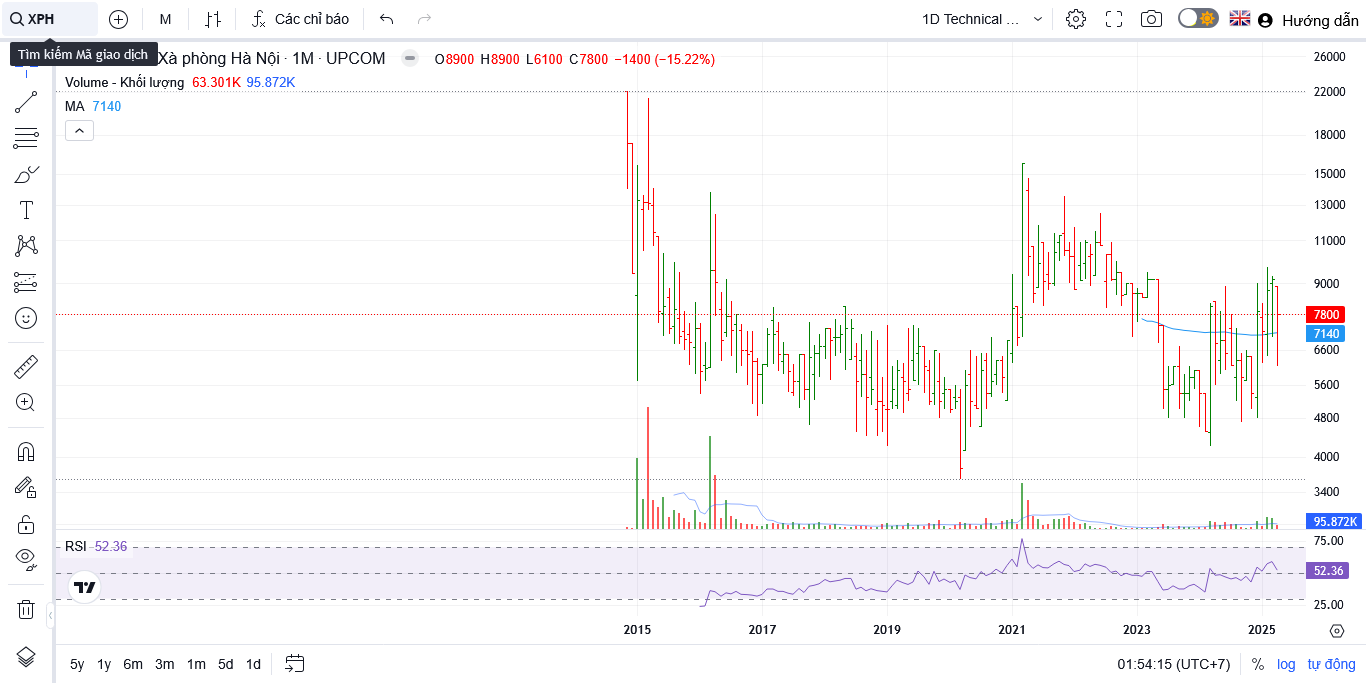 XPH M Các chỉ báo 1D Technical ... Hướng dẫn
Tìm kiếm Mã giao dịch Xà phòng Hà Nội · 1M · UPCOM O8900 H8900 L6100 C7800 −1400 (−15.22%)
Volume - Khối lượng 63.301K 95.872K
MA 7140
26000
22000
18000
15000
13000
11000
9000
7800
7140
6600
5600
4800
4000
3400
95.872K
RSI 52.36
75.00
52.36
25.00
2015 2017 2019 2021 2023 2025
5y 1y 6m 3m 1m 5d 1d 01:54:15 (UTC+7) % log tự động